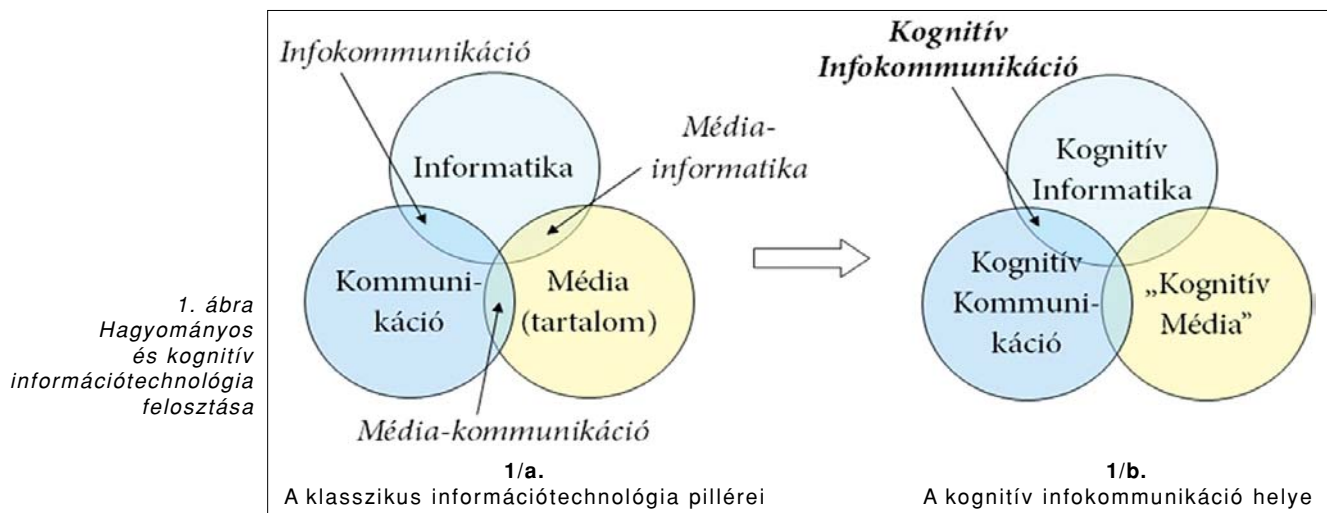 1. ábra
Hagyományos
és kognitív
információtechnológia
felosztása
Infokommunikáció
Média-
informatika
Informatika
Kommuni-
káció
Média
(tartalom)
Média-kommunikáció
1/a.
A klasszikus információtechnológia pillérei
Kognitív
Infokommunikáció
Kognitív
Informatika
Kognitív
Kommuni-
káció
„Kognitív
Média”
1/b.
A kognitív infokommunikáció helye